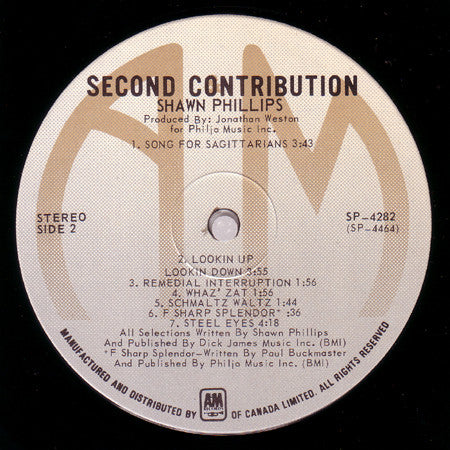 SECOND CONTRIBUTION
SHAWN PHILLIPS
Produced By: Jonathan Weston
for Philjo Music Inc.
1. SONG FOR SAGITTARIANS 3:43
STEREO
SIDE 2
SP-4282
(SP-4464)
2. LOOKIN UP
LOOKIN DOWN 5:55
3. REMEDIAL INTERRUPTION 1:56
4. WHAZ' ZAT 1:56
5. SCHMALTZ WALTZ 1:44
6. F SHARP SPLENDOR* :36
7. STEEL EYES 4:18
All Selections Written By Shawn Phillips
And Published By Dick James Music Inc. (BMI)
*F Sharp Splendor-Written By Paul Buckmaster
And Published By Philjo Music Inc. (BMI)
MANUFACTURED AND DISTRIBUTED BY A&M RECORDS OF CANADA LIMITED. ALL RIGHTS RESERVED